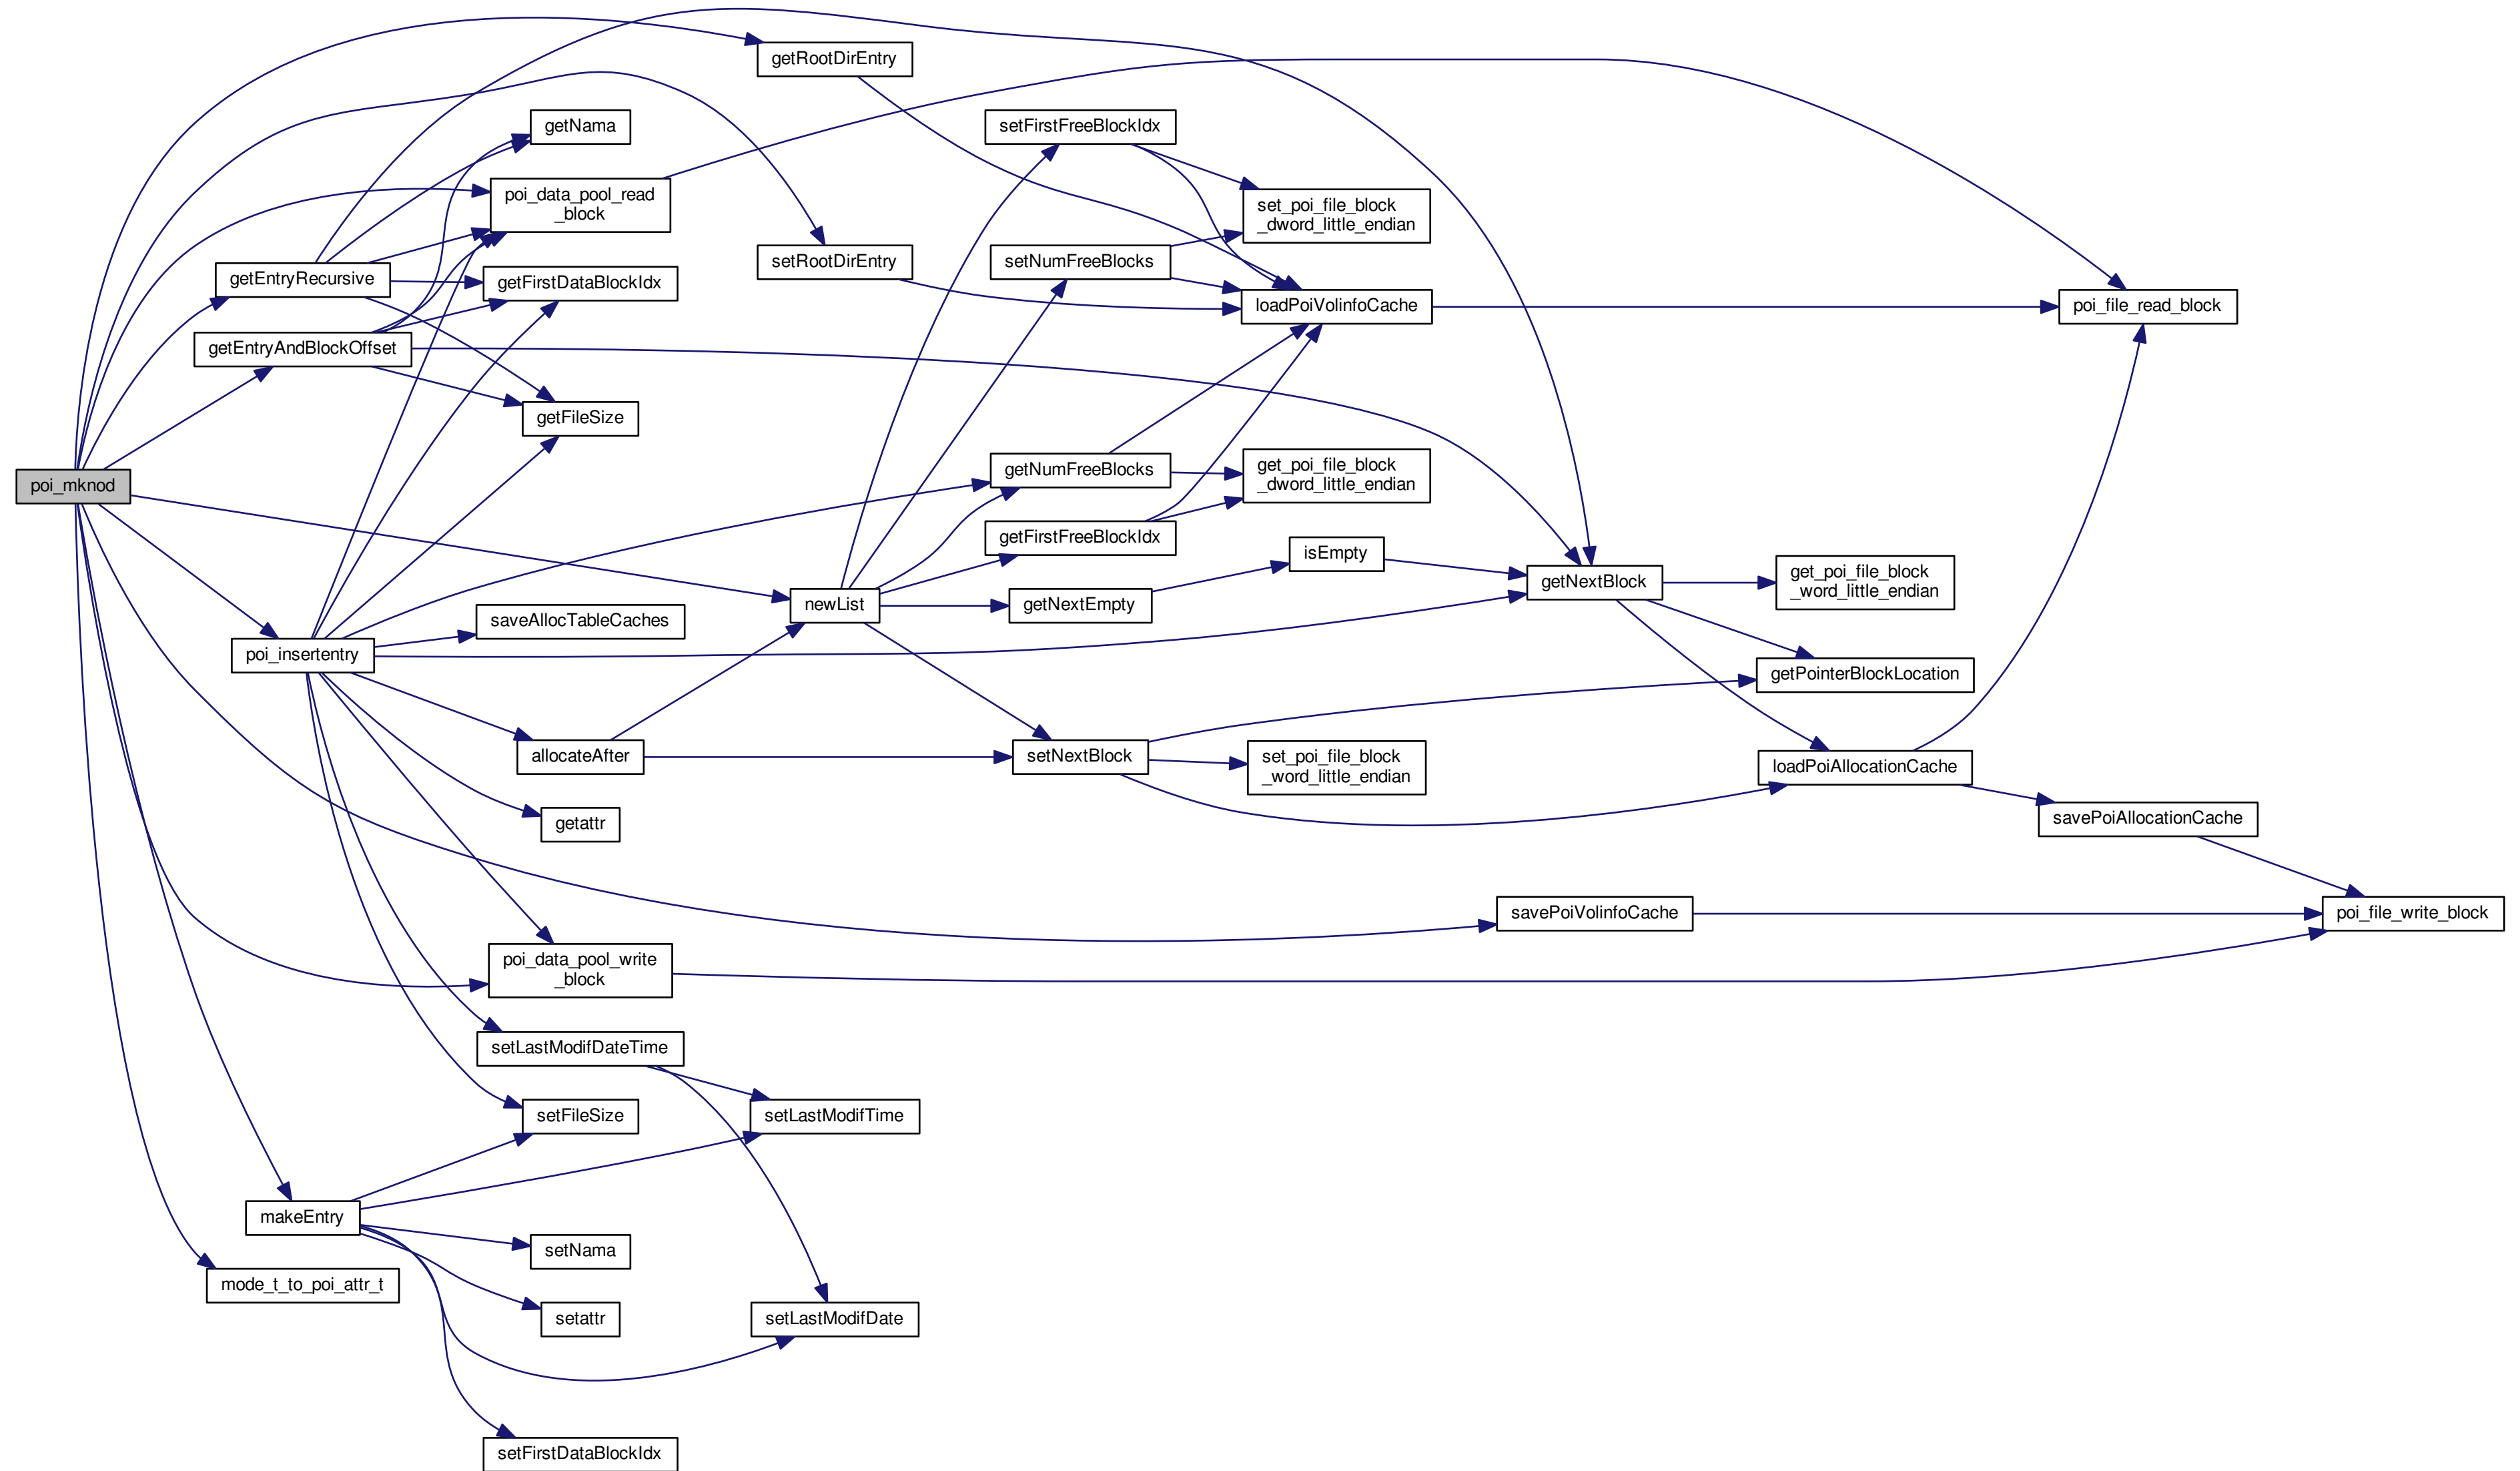 getRootDirEntry
getNama
setFirstFreeBlockIdx
poi_data_pool_read
_block
set_poi_file_block
_dword_little_endian
setRootDirEntry
setNumFreeBlocks
getEntryRecursive
getFirstDataBlockIdx
loadPoiVolinfoCache
poi_file_read_block
getEntryAndBlockOffset
getFileSize
getNumFreeBlocks
get_poi_file_block
_dword_little_endian
poi_mknod
getFirstFreeBlockIdx
isEmpty
getNextBlock
get_poi_file_block
_word_little_endian
newList
getNextEmpty
saveAllocTableCaches
poi_insertentry
getPointerBlockLocation
allocateAfter
setNextBlock
set_poi_file_block
_word_little_endian
loadPoiAllocationCache
getattr
savePoiAllocationCache
savePoiVolinfoCache
poi_file_write_block
poi_data_pool_write
_block
setLastModifDateTime
setFileSize
setLastModifTime
makeEntry
setNama
mode_t_to_poi_attr_t
setattr
setLastModifDate
setFirstDataBlockIdx